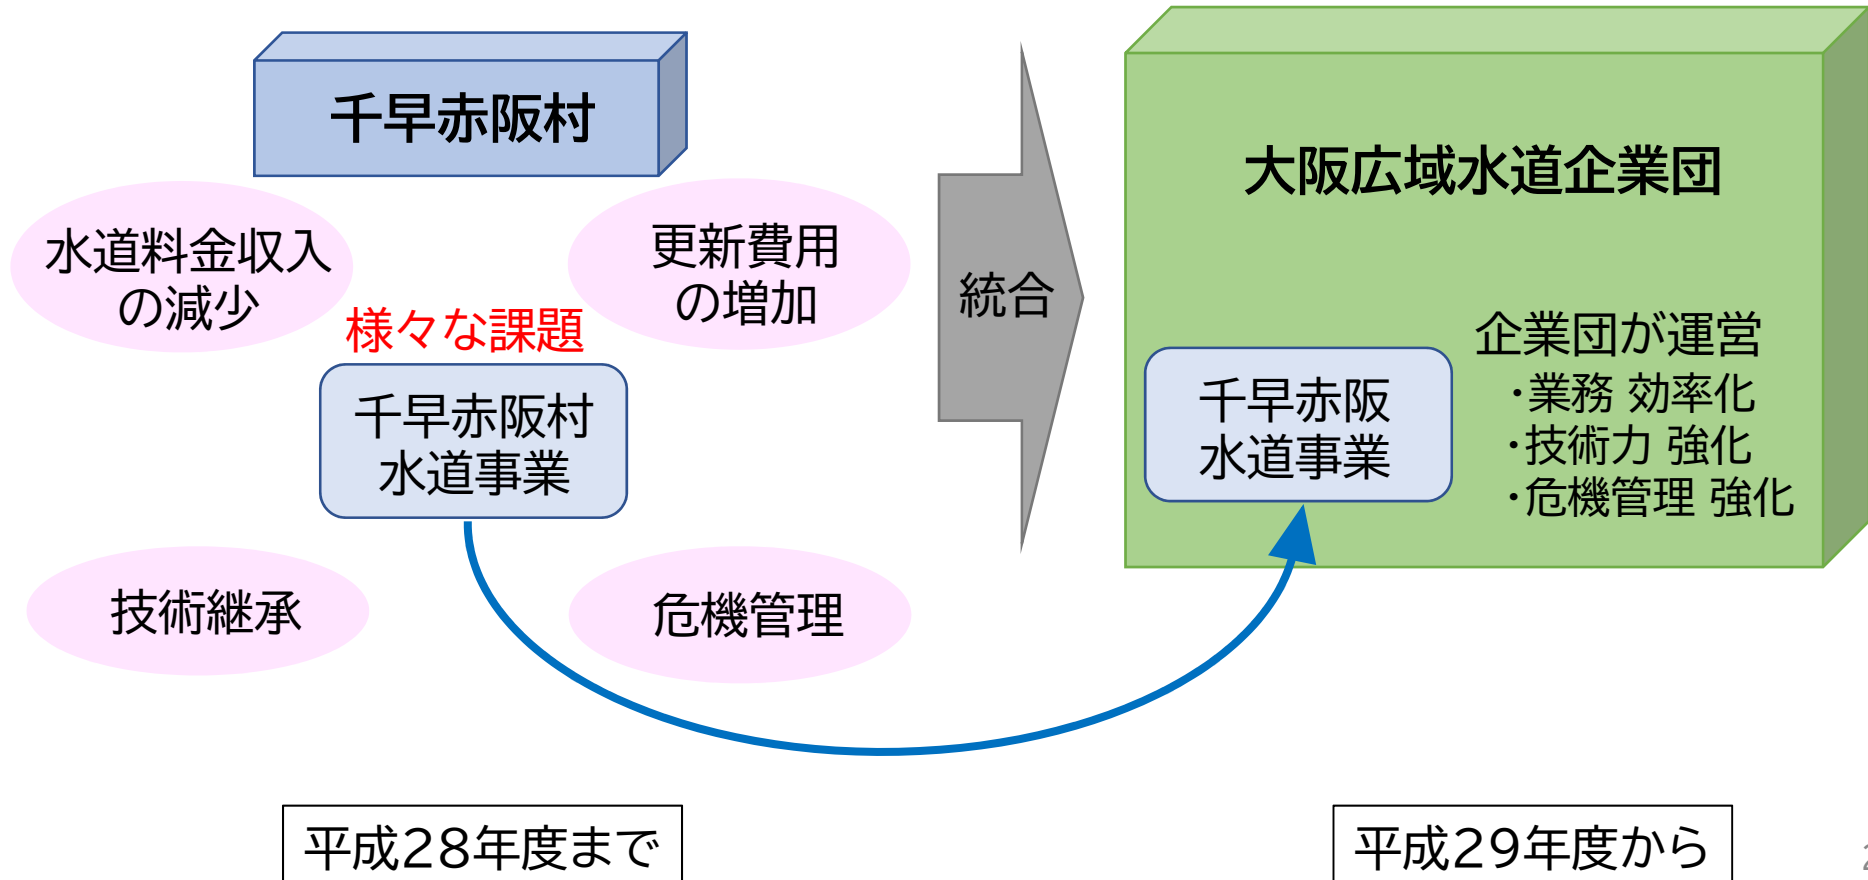 千早赤阪村
水道料金収入
の減少
更新費用
の増加
様々な課題
千早赤阪村
水道事業
技術継承
危機管理
統合
大阪広域水道企業団
千早赤阪
水道事業
企業団が運営
・業務 効率化
・技術力 強化
・危機管理 強化
平成28年度まで
平成29年度から